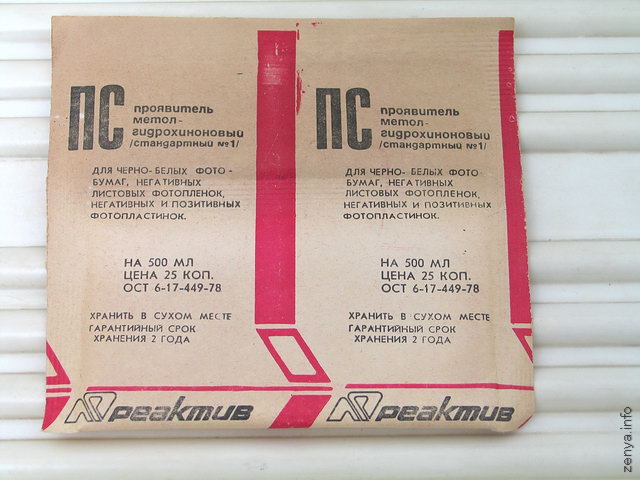 ПС
проявитель
метол-
гидрохиноновый
/стандартный №1/
ДЛЯ ЧЕРНО-БЕЛЫХ ФОТО-
БУМАГ, НЕГАТИВНЫХ
ЛИСТОВЫХ ФОТОПЛЕНОК,
НЕГАТИВНЫХ И ПОЗИТИВНЫХ
ФОТОПЛАСТИНОК.
НА 500 МЛ
ЦЕНА 25 КОП.
ОСТ 6-17-449-78
ХРАНИТЬ В СУХОМ МЕСТЕ
ГАРАНТИЙНЫЙ СРОК
ХРАНЕНИЯ 2 ГОДА
реактив
ПС
проявитель
метол-
гидрохиноновый
/стандартный №1/
ДЛЯ ЧЕРНО-БЕЛЫХ ФОТО
БУМАГ, НЕГАТИВНЫХ
ЛИСТОВЫХ ФОТОПЛЕНОК,
НЕГАТИВНЫХ И ПОЗИТИВНЫХ
ФОТОПЛАСТИНОК.
НА 500 МЛ
ЦЕНА 25 КОП.
ОСТ 6-17-449-78
ХРАНИТЬ В СУХОМ МЕСТЕ
ГАРАНТИЙНЫЙ СРОК
ХРАНЕНИЯ 2 ГОДА
реактив
zenya.info